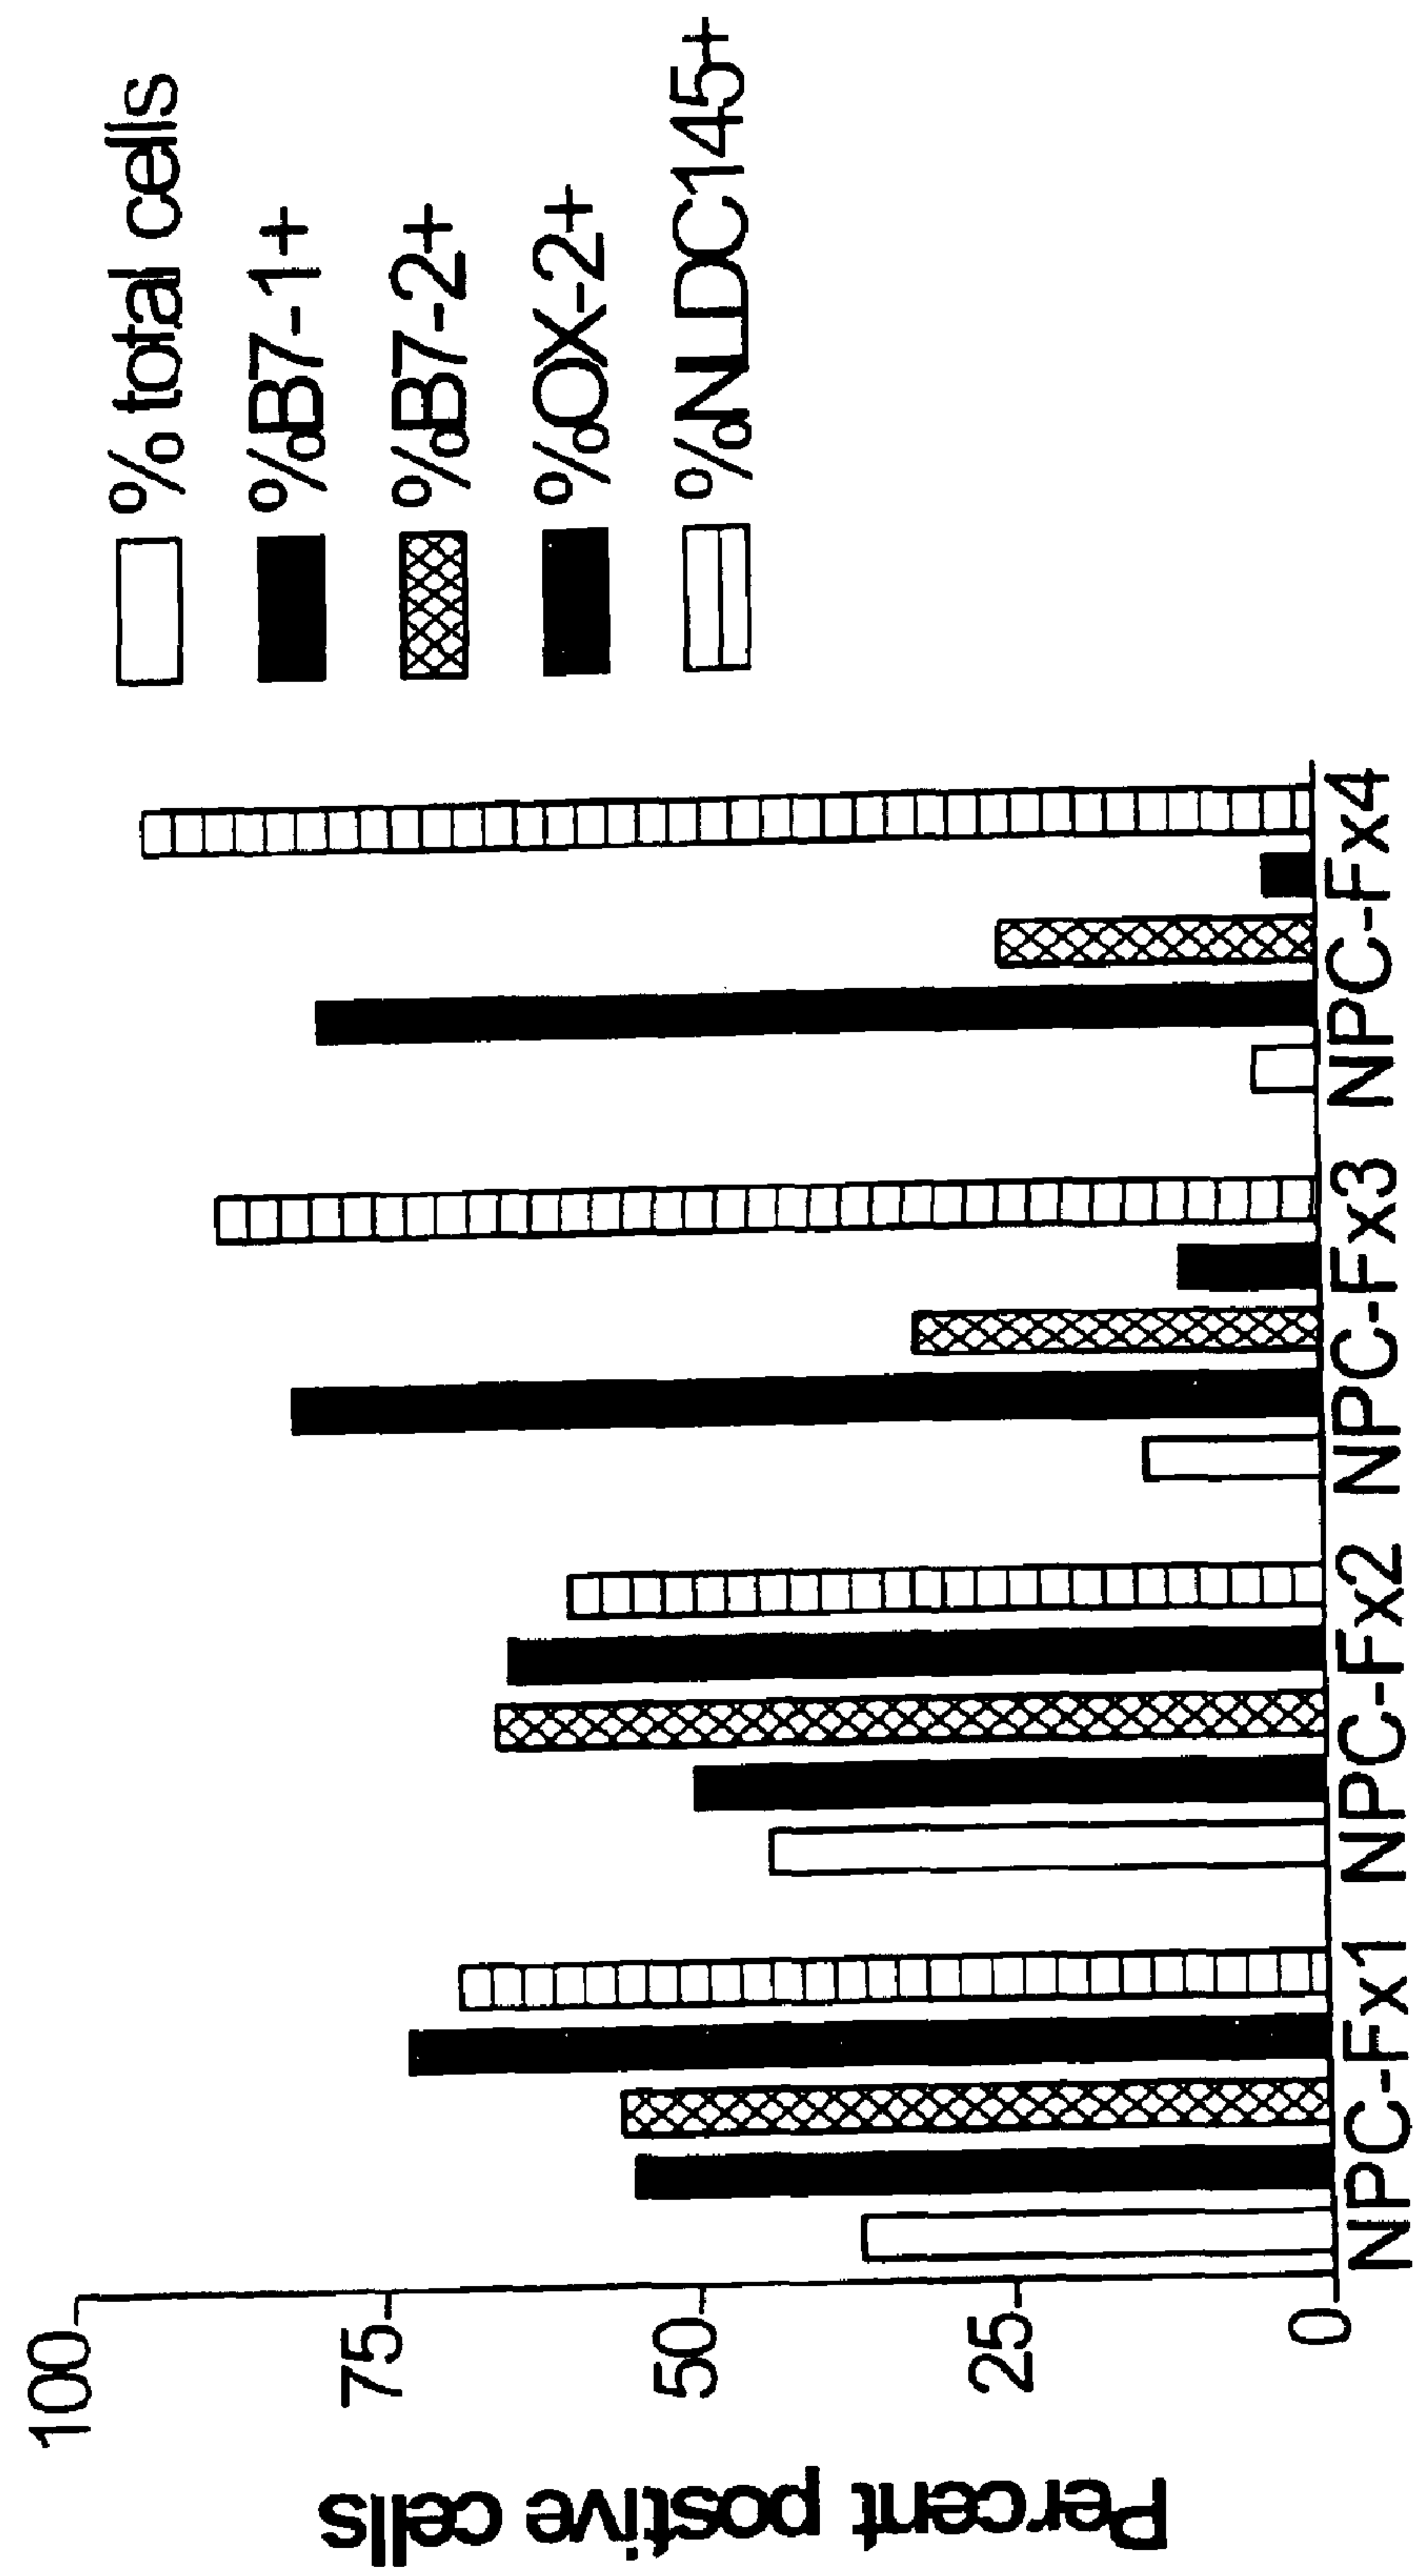 % total cells
%B7-1+
%B7-2+
%OX-2+
%NLDC145+
Percent postive cells
100
75
50
25
0
NPC-Fx1 NPC-Fx2 NPC-Fx3 NPC-Fx4